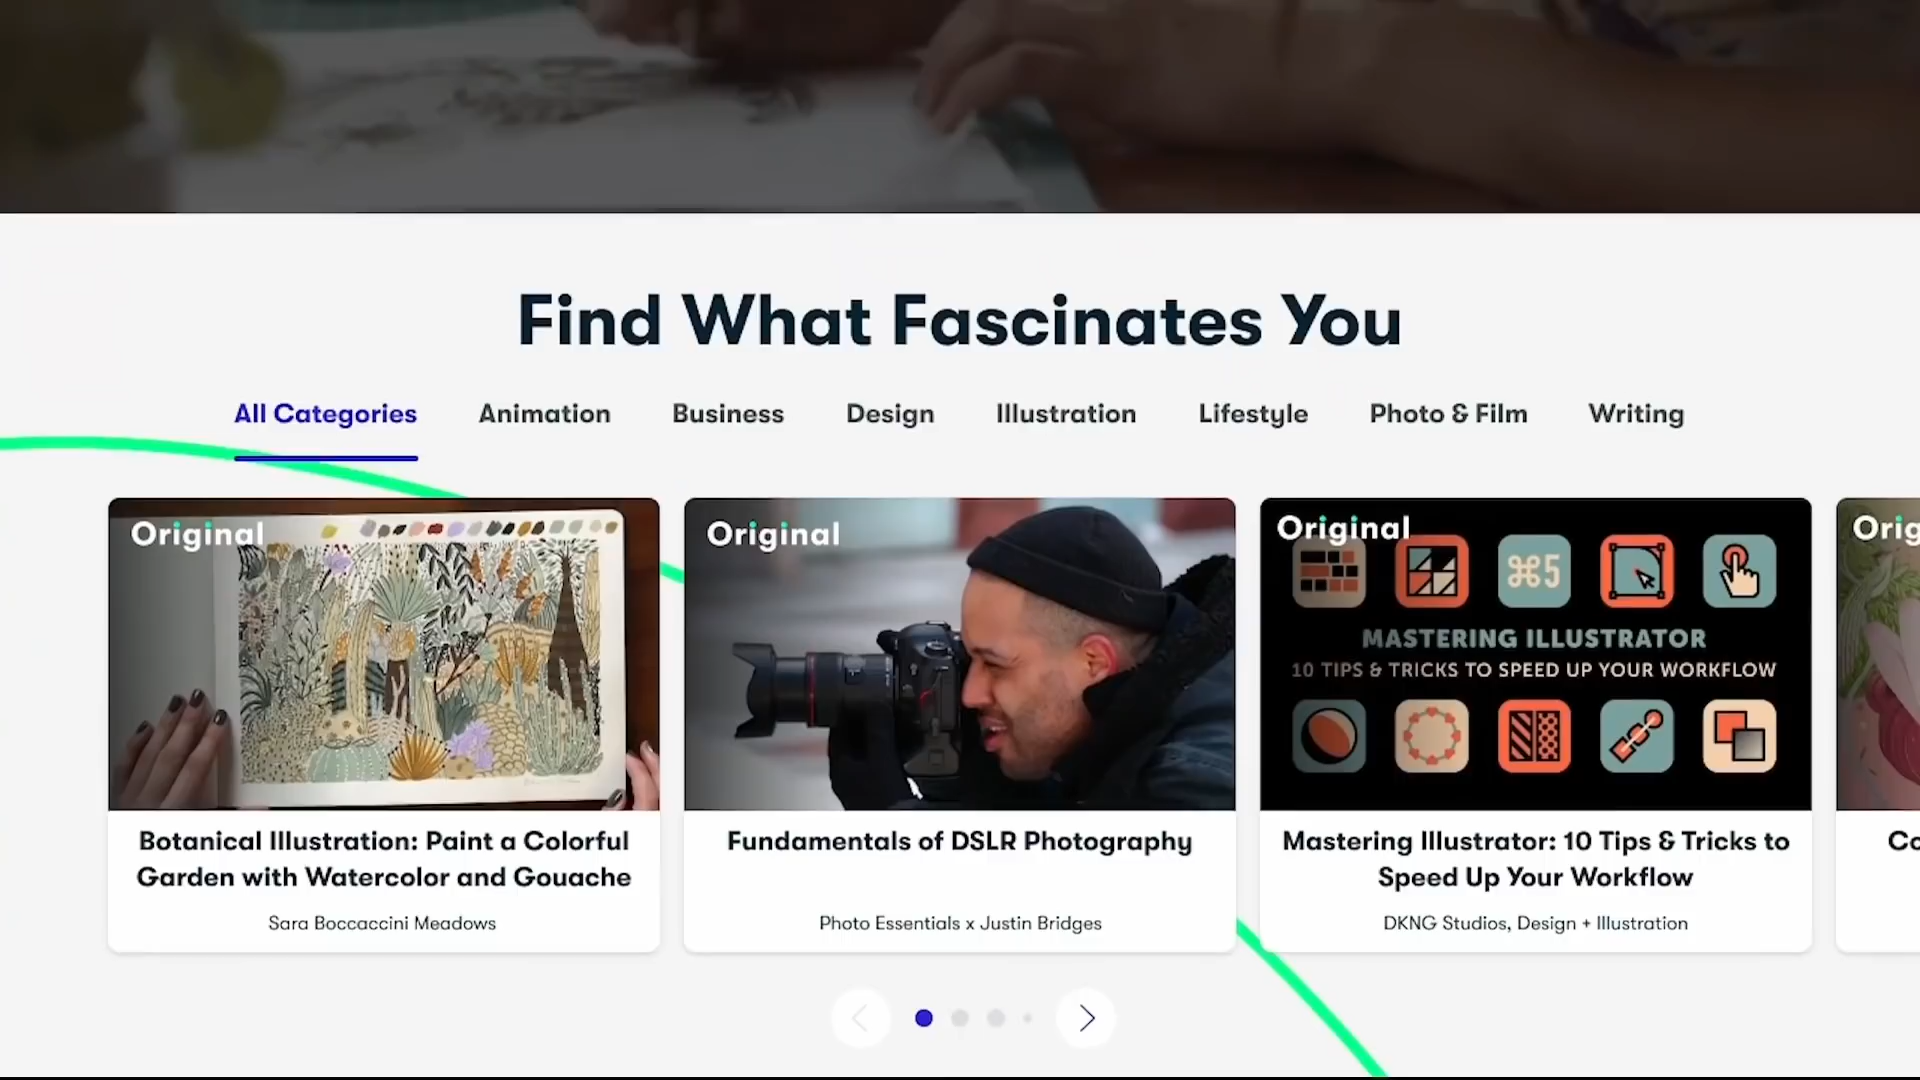 Find What Fascinates You
All Categories Animation Business Design Illustration Lifestyle Photo & Film Writing
Original
Original
Original
⌘5
MASTERING ILLUSTRATOR
10 TIPS & TRICKS TO SPEED UP YOUR WORKFLOW
Orig
Botanical Illustration: Paint a Colorful
Garden with Watercolor and Gouache
Sara Boccaccini Meadows
Fundamentals of DSLR Photography
Photo Essentials x Justin Bridges
Mastering Illustrator: 10 Tips & Tricks to
Speed Up Your Workflow
DKNG Studios, Design + Illustration
Co